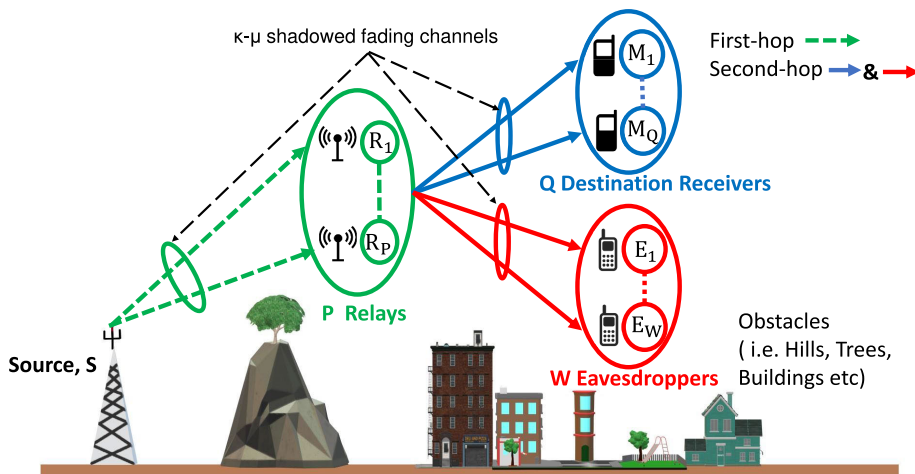 κ-μ shadowed fading channels
First-hop
Second-hop & 
M1
MQ
Q Destination Receivers
R1
RP
P Relays
E1
EW
W Eavesdroppers
Source, S
Obstacles
( i.e. Hills, Trees,
Buildings etc)